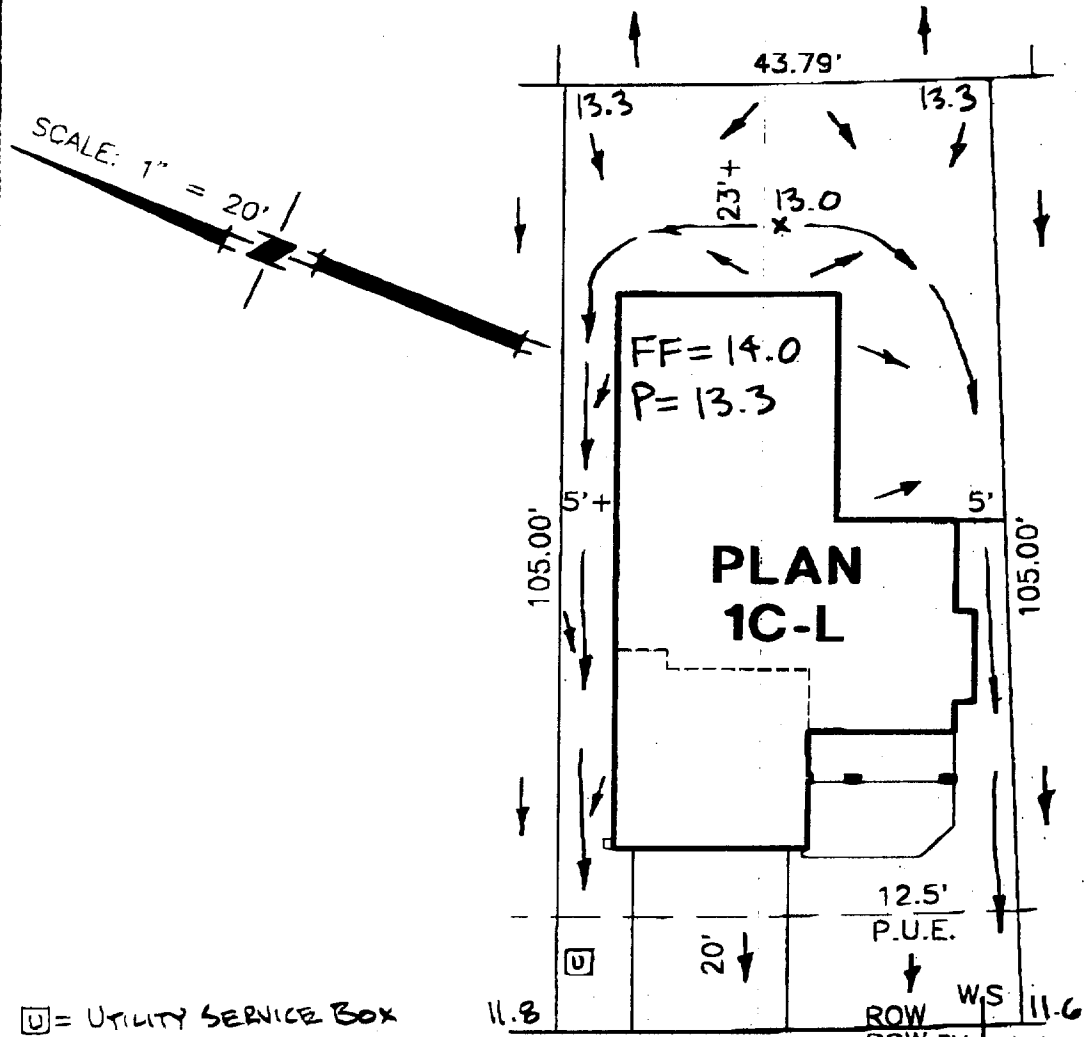 43.79'
13.3
13.3
SCALE: 1" = 20'
23'+
13.0
FF= 14.0
P= 13.3
5'+
5'
105.00'
105.00'
PLAN
1C-L
12.5'
P.U.E.
20'
U
W S
U = UTILITY SERVICE BOX
11.8
ROW
11.6